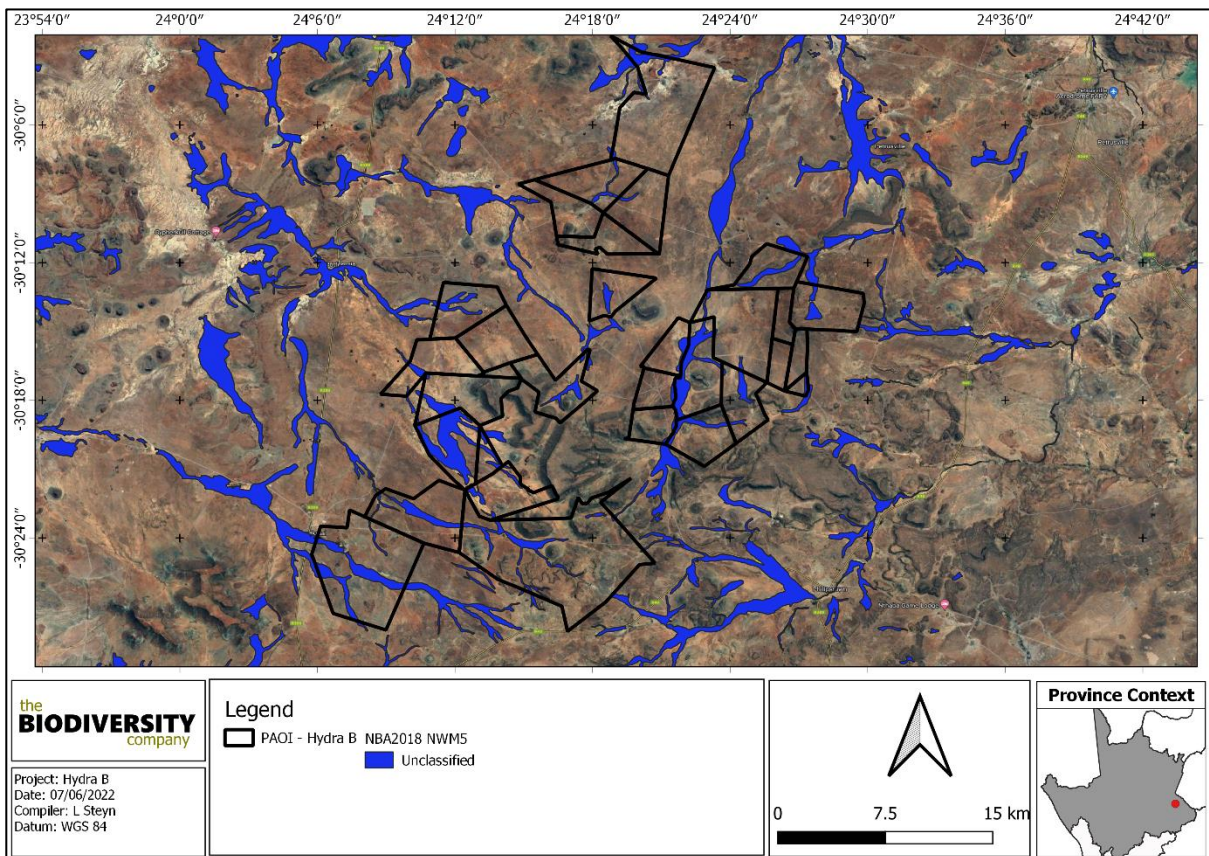 23°54′0″ 24°0′0″ 24°6′0″ 24°12′0″ 24°18′0″ 24°24′0″ 24°30′0″ 24°36′0″ 24°42′0″
-30°6′0″
-30°12′0″
-30°18′0″
-30°24′0″
Petrusville
the
BIODIVERSITY
company
Project: Hydra B
Date: 07/06/2022
Compiler: L Steyn
Datum: WGS 84
Legend
PAOI - Hydra B NBA2018 NWM5
Unclassified
0 7.5 15 km
Province Context